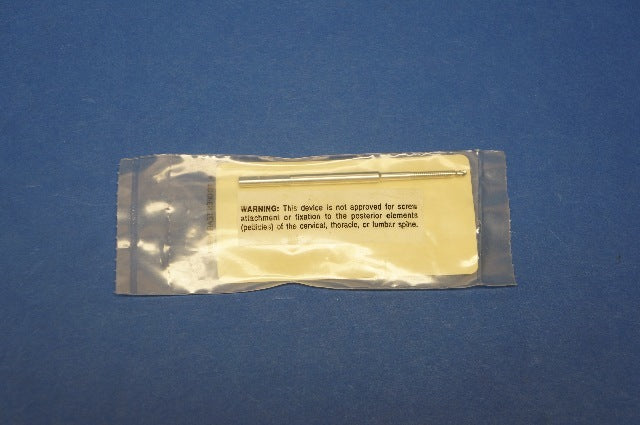 WARNING: This device is not approved for screw
attachment or fixation to the posterior elements
(pedicles) of the cervical, thoracic, or lumbar spine.